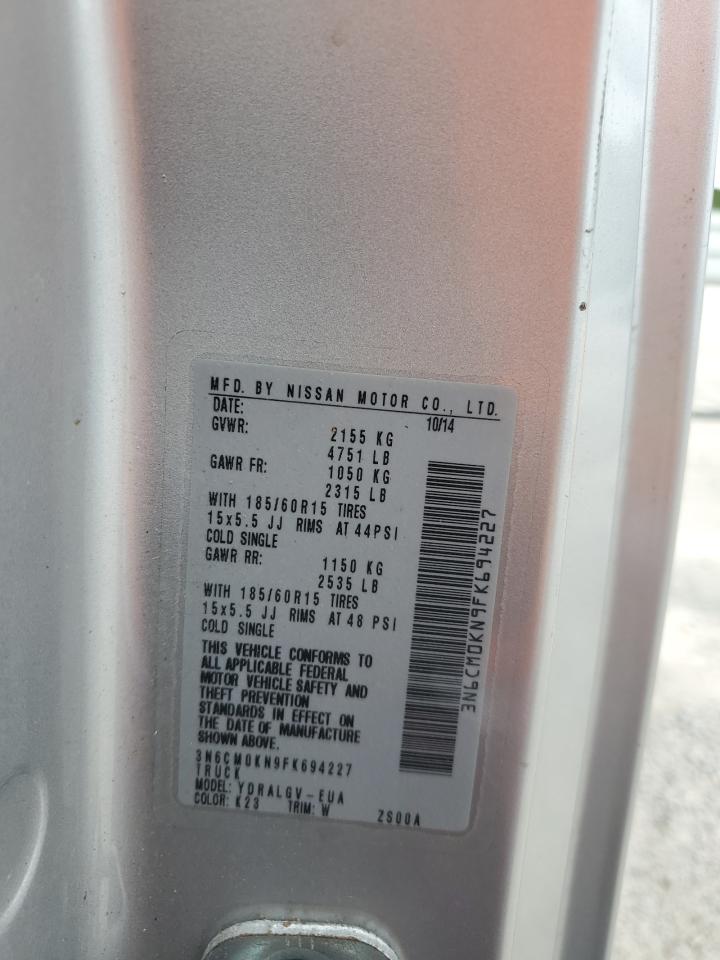 MFD. BY NISSAN MOTOR CO., LTD.
DATE: 10/14
GVWR: 2155 KG
4751 LB
GAWR FR: 1050 KG
2315 LB
WITH 185/60R15 TIRES
15x5.5 JJ RIMS AT 44PSI
COLD SINGLE
GAWR RR: 1150 KG
2535 LB
WITH 185/60R15 TIRES
15x5.5 JJ RIMS AT 48 PSI
COLD SINGLE
THIS VEHICLE CONFORMS TO
ALL APPLICABLE FEDERAL
MOTOR VEHICLE SAFETY AND
THEFT PREVENTION
STANDARDS IN EFFECT ON
THE DATE OF MANUFACTURE
SHOWN ABOVE.
3N6CM0KN9FK694227
TRUCK
MODEL: YDRALGV-EUA
COLOR: K23 TRIM: W ZS00A
3N6CM0KN9FK694227